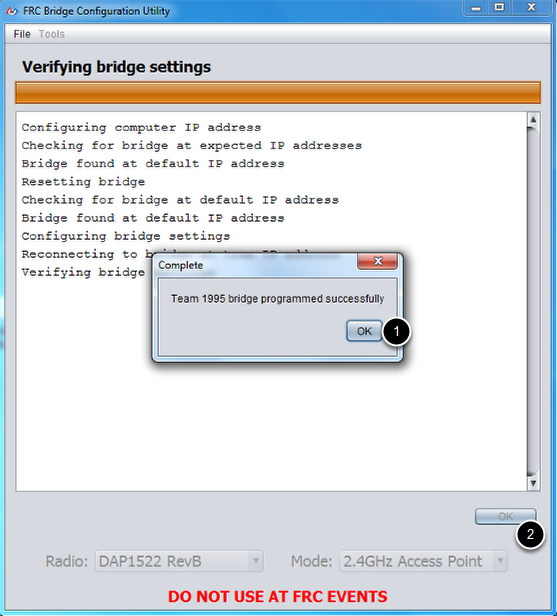 FRC Bridge Configuration Utility
File Tools
Verifying bridge settings
Configuring computer IP address
Checking for bridge at expected IP addresses
Bridge found at default IP address
Resetting bridge
Checking for bridge at default IP address
Bridge found at default IP address
Configuring bridge settings
Reconnecting to
Verifying bridge
Complete
Team 1995 bridge programmed successfully
OK 1
OK
2
Radio: DAP1522 RevB Mode: 2.4GHz Access Point
DO NOT USE AT FRC EVENTS